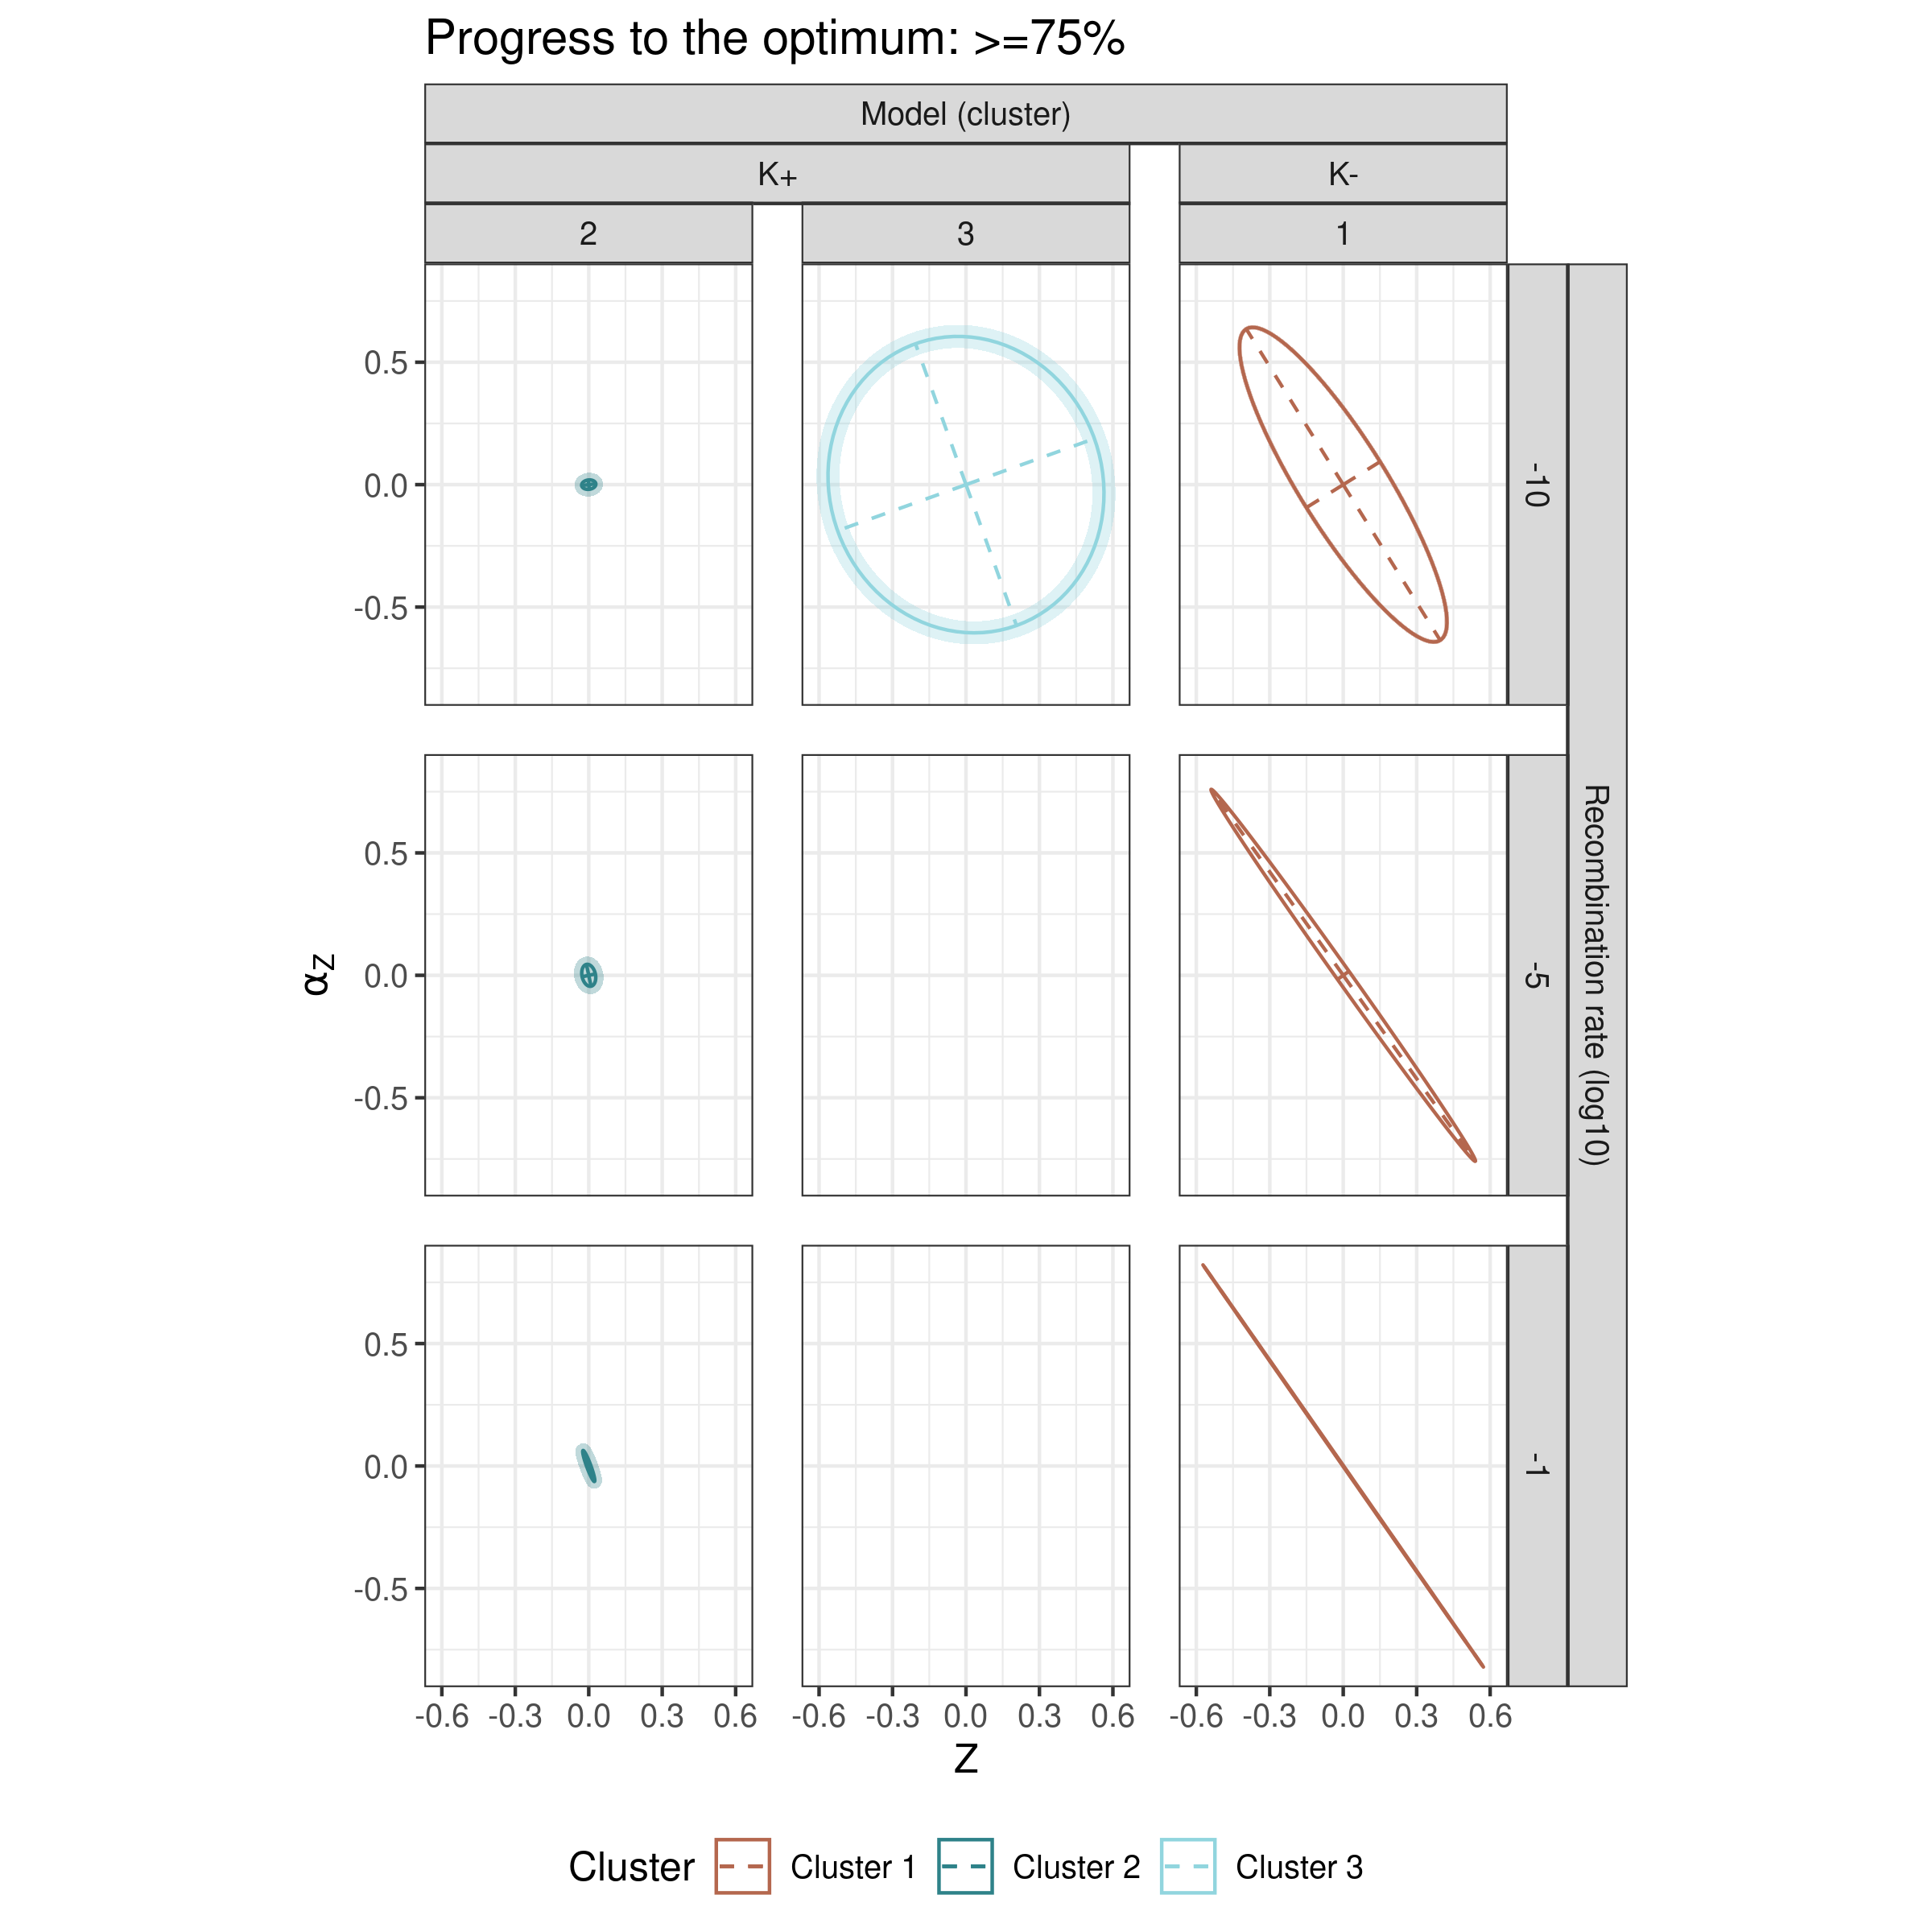 Progress to the optimum: >=75%
Model (cluster)
K+ K-
2 3 1
0.5
0.0
-0.5
-10
0.5
0.0
-0.5
-5
0.5
0.0
-0.5
-1
Recombination rate (log10)
zα
-0.6 -0.3 0.0 0.3 0.6 -0.6 -0.3 0.0 0.3 0.6 -0.6 -0.3 0.0 0.3 0.6
Z
Cluster Cluster 1 Cluster 2 Cluster 3